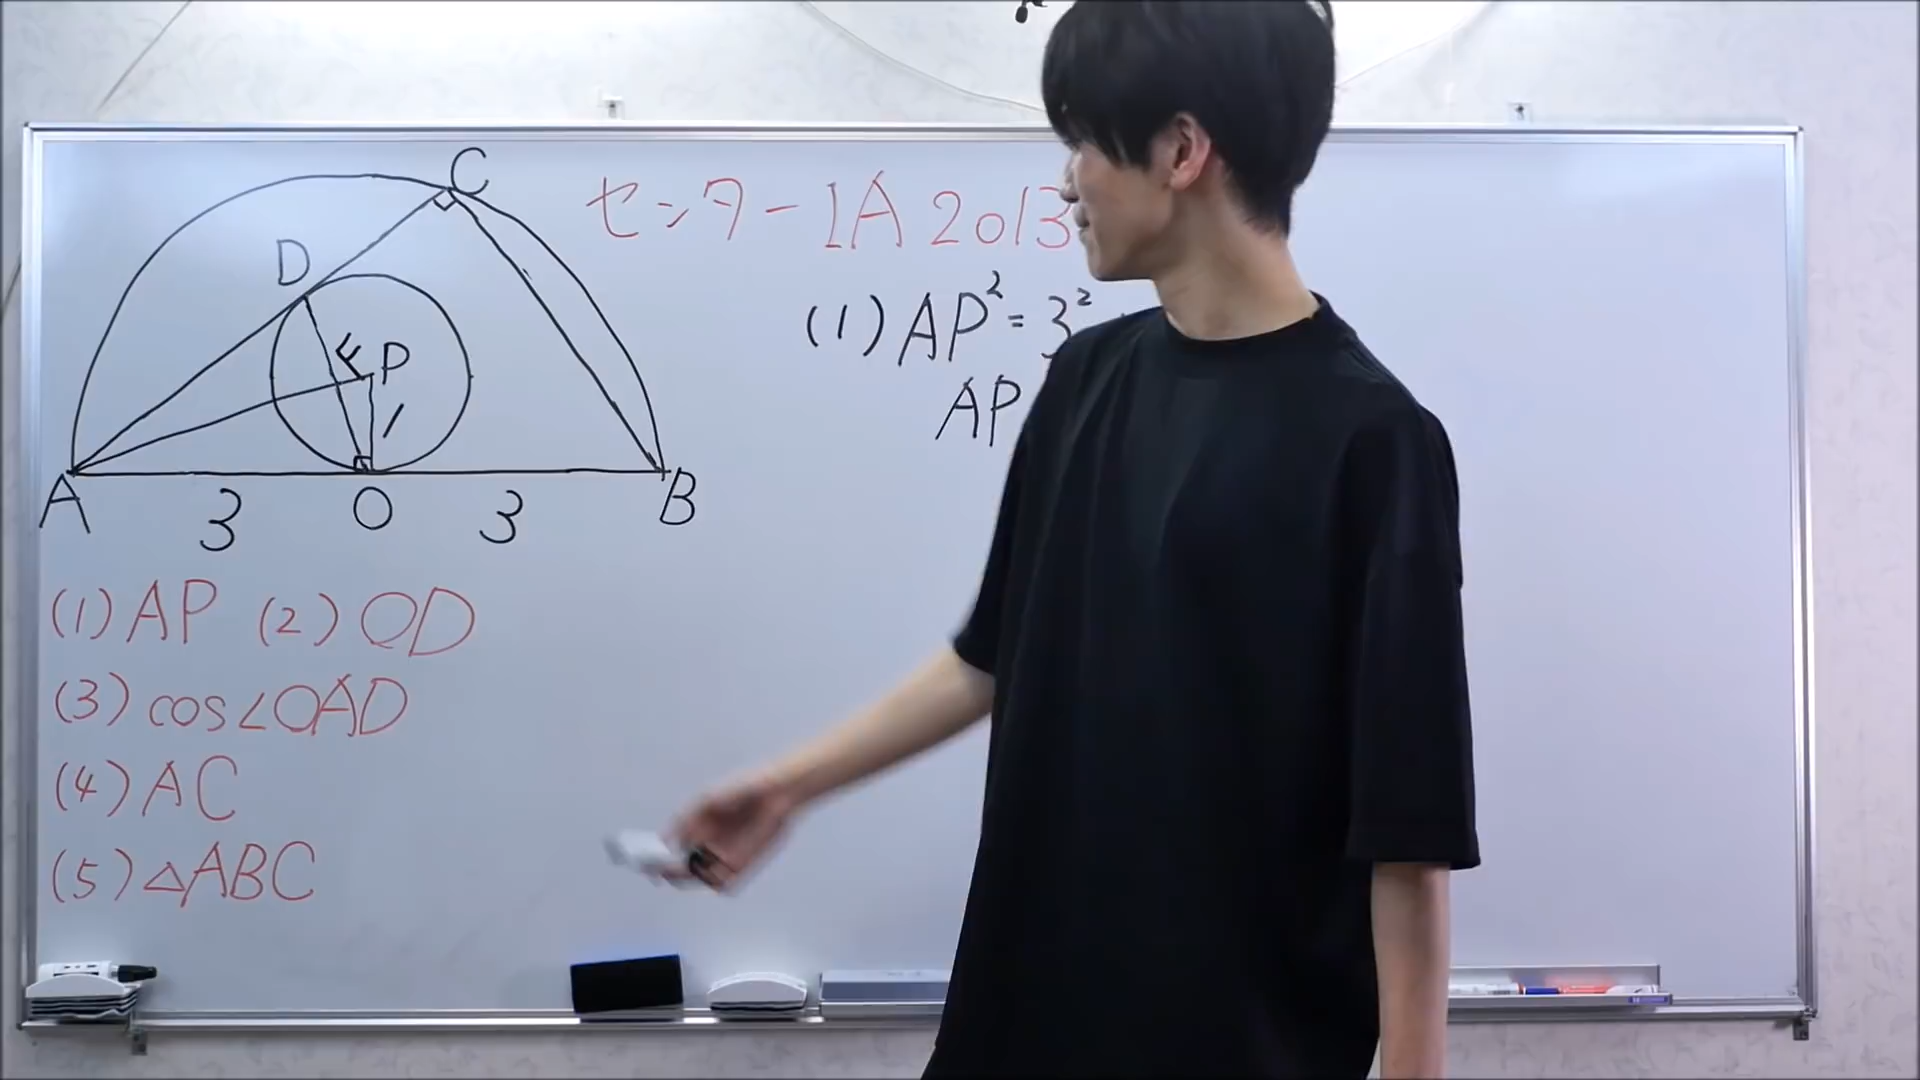 センター IA 2013
C
D
E P
1
A 3 O 3 B
(1) AP² = 3²
AP
(1) AP (2) OD
(3) cos∠OAD
(4) AC
(5) △ABC